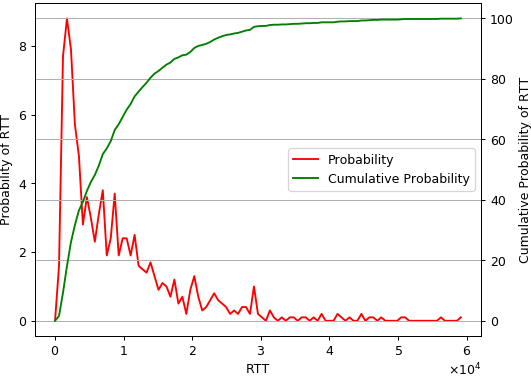 Probability of RTT
8
6
4
2
0
100
80
60
40
20
0
Cumulative Probability of RTT
Probability
Cumulative Probability
0 1 2 3 4 5 6
RTT
×10⁴